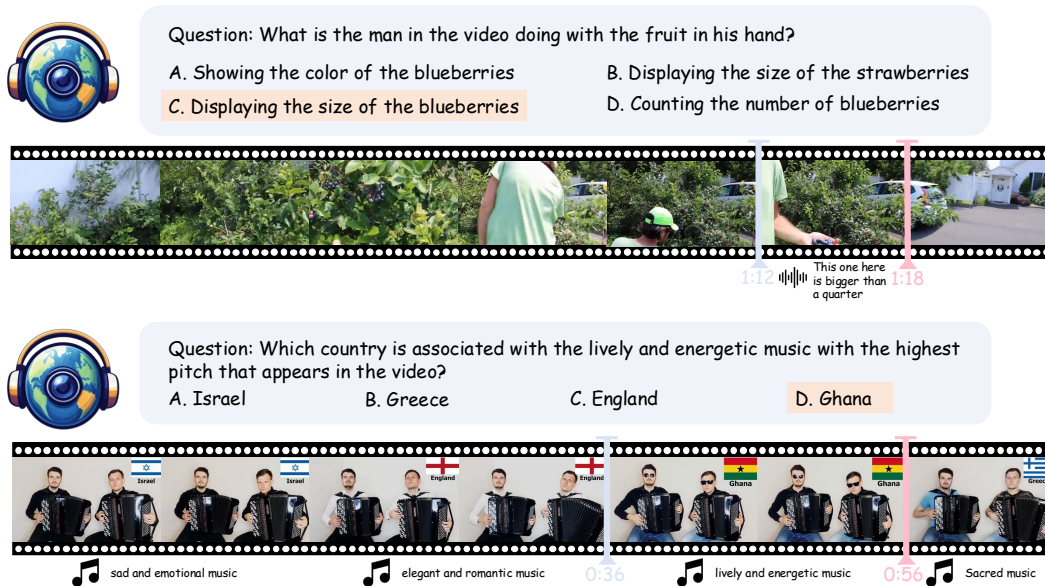 Question: What is the man in the video doing with the fruit in his hand?
A. Showing the color of the blueberries
B. Displaying the size of the strawberries
C. Displaying the size of the blueberries
D. Counting the number of blueberries
1:12
This one here
is bigger than
a quarter
1:18
Question: Which country is associated with the lively and energetic music with the highest
pitch that appears in the video?
A. Israel
B. Greece
C. England
D. Ghana
Israel
Israel
England
England
Ghana
Ghana
Greec
sad and emotional music
elegant and romantic music
0:36
lively and energetic music
0:56
Sacred music